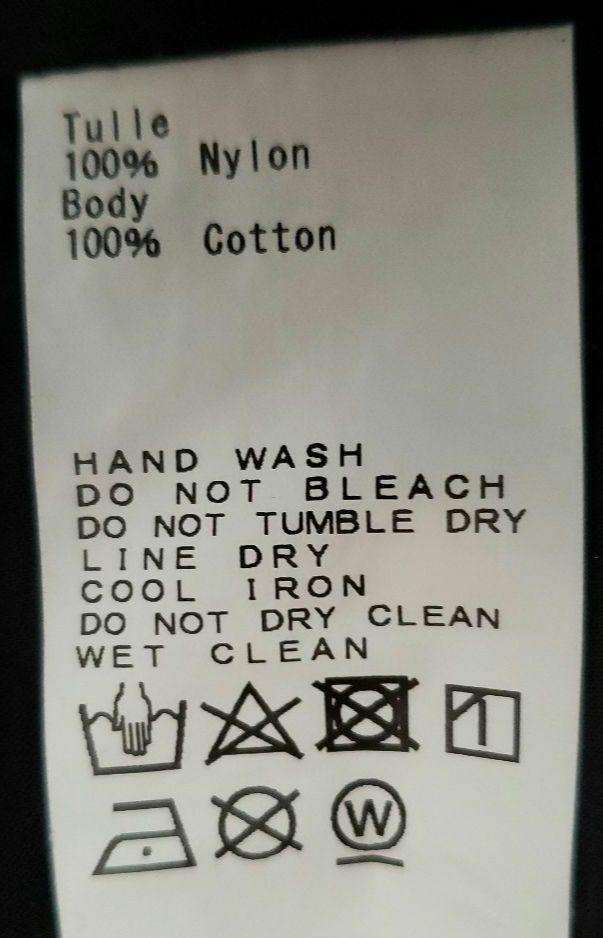 Tulle
100% Nylon
Body
100% Cotton
HAND WASH
DO NOT BLEACH
DO NOT TUMBLE DRY
LINE DRY
COOL IRON
DO NOT DRY CLEAN
WET CLEAN
W